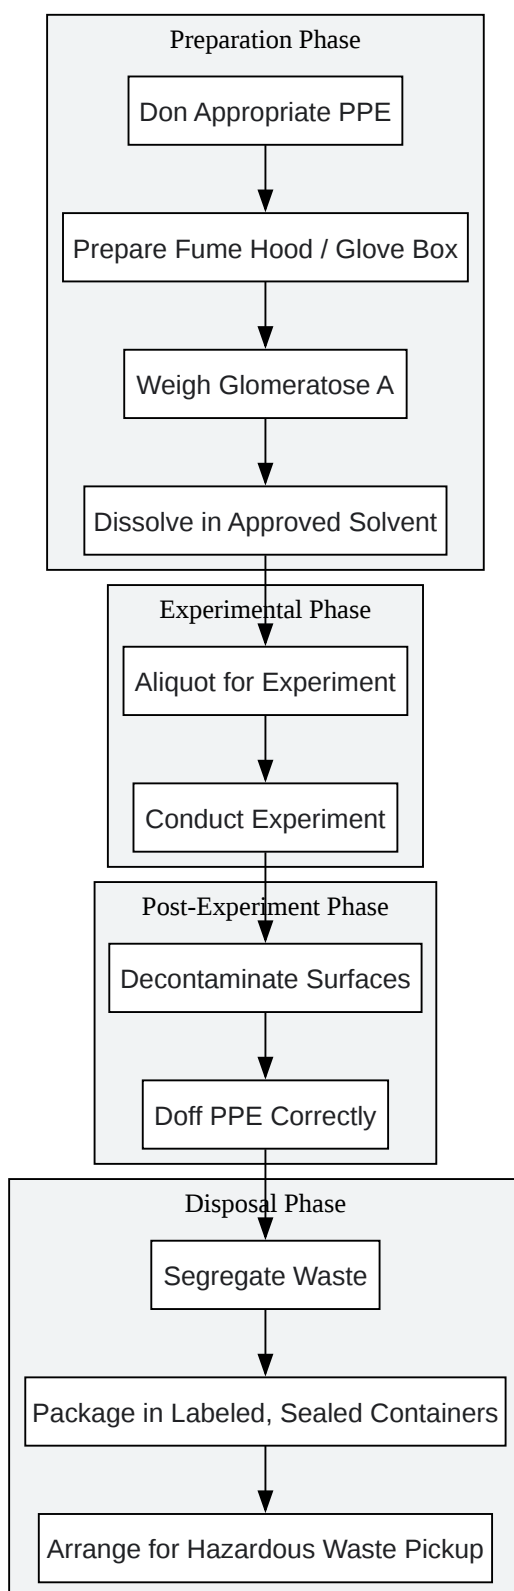 Preparation Phase
Don Appropriate PPE
Prepare Fume Hood / Glove Box
Weigh Glomeratose A
Dissolve in Approved Solvent
Experimental Phase
Aliquot for Experiment
Conduct Experiment
Post-Experiment Phase
Decontaminate Surfaces
Doff PPE Correctly
Disposal Phase
Segregate Waste
Package in Labeled, Sealed Containers
Arrange for Hazardous Waste Pickup